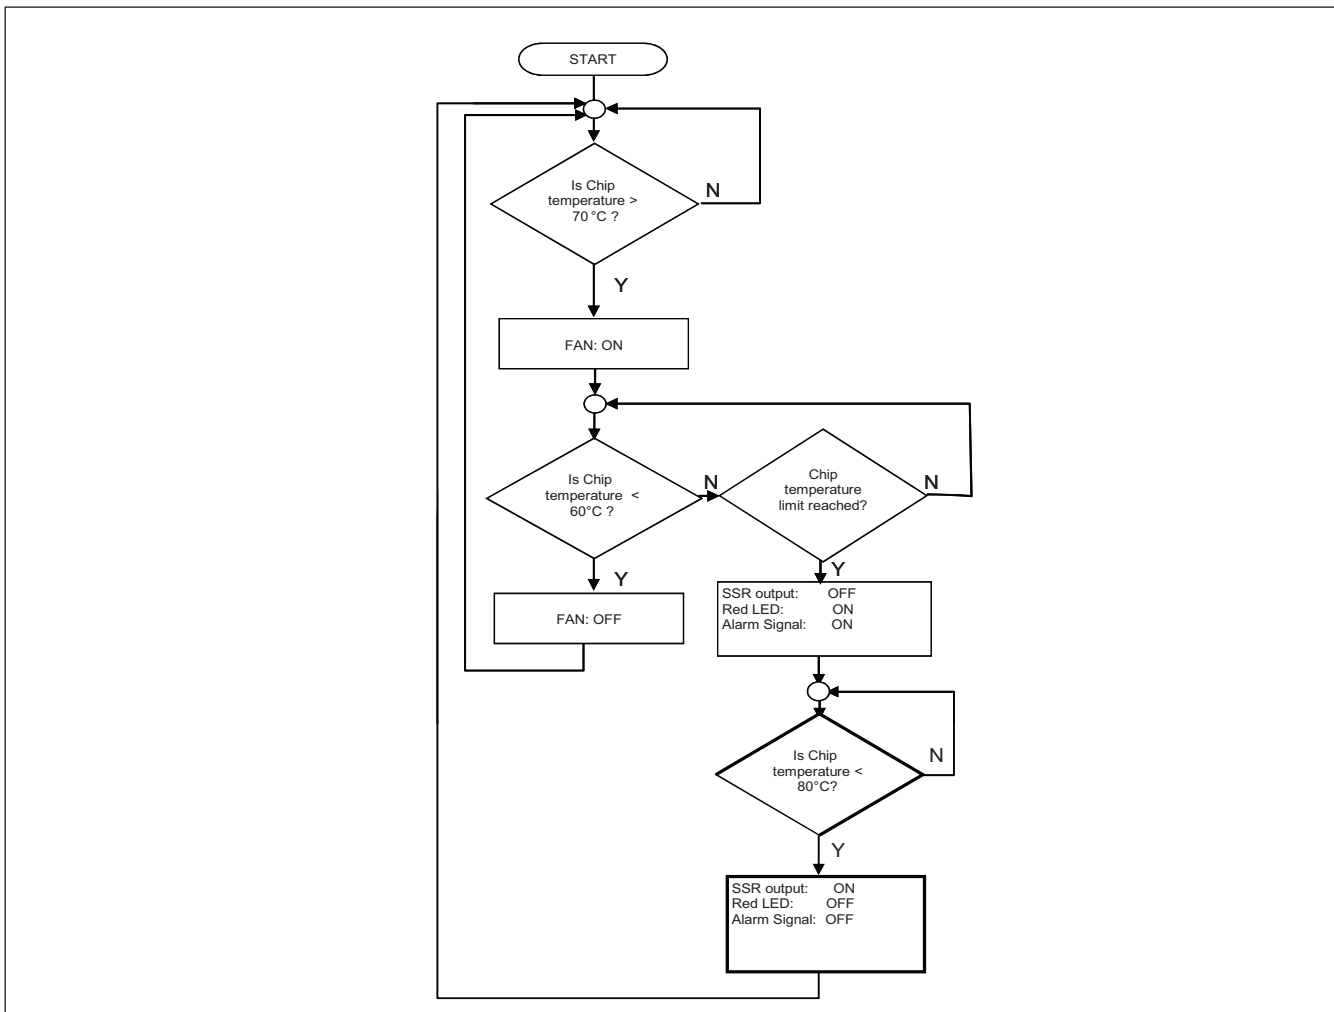 START
Is Chip
temperature >
70 °C ?
N
Y
FAN: ON
Is Chip
temperature <
60°C ?
N
Chip
temperature
limit reached?
N
Y
FAN: OFF
Y
SSR output: OFF
Red LED: ON
Alarm Signal: ON
Is Chip
temperature <
80°C?
N
Y
SSR output: ON
Red LED: OFF
Alarm Signal: OFF